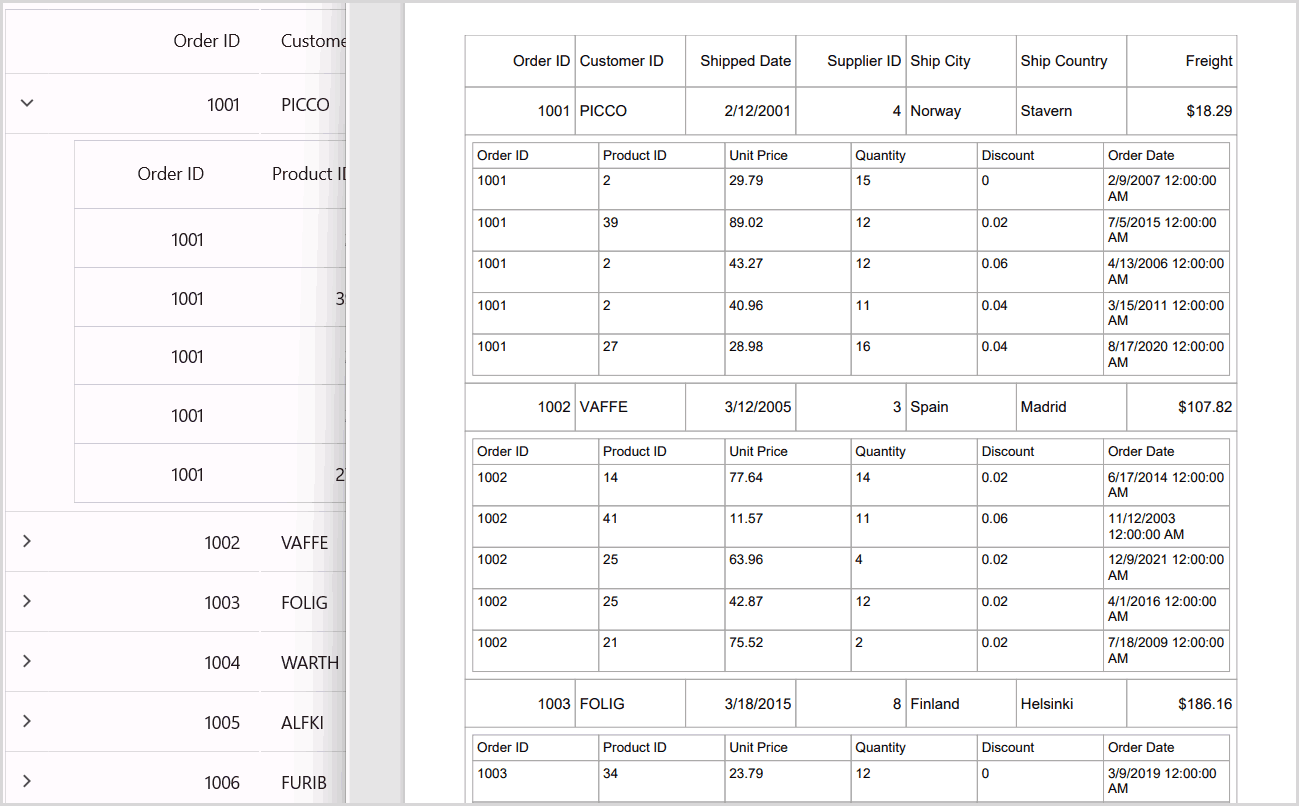 Order ID
1001 PICCO
Order ID Product
1001
1001
1001
1001
1001
1002 VAFFE
1003 FOLIG
1004 WARTH
1005 ALFKI
1006 FURIB
Order ID Customer ID Shipped Date Supplier ID Ship City Ship Country Freight
1001 PICCO 2/12/2001 4 Norway Stavern $18.29
Order ID Product ID Unit Price Quantity Discount Order Date
1001 2 29.79 15 0 2/9/2007 12:00:00
AM
1001 39 89.02 12 0.02 7/5/2015 12:00:00
AM
1001 2 43.27 12 0.06 4/13/2006 12:00:00
AM
1001 2 40.96 11 0.04 3/15/2011 12:00:00
AM
1001 27 28.98 16 0.04 8/17/2020 12:00:00
AM
1002 VAFFE 3/12/2005 3 Spain Madrid $107.82
Order ID Product ID Unit Price Quantity Discount Order Date
1002 14 77.64 14 0.02 6/17/2014 12:00:00
AM
1002 41 11.57 11 0.06 11/12/2003
12:00:00 AM
1002 25 63.96 4 0.02 12/9/2021 12:00:00
AM
1002 25 42.87 12 0.02 4/1/2016 12:00:00
AM
1002 21 75.52 2 0.02 7/18/2009 12:00:00
AM
1003 FOLIG 3/18/2015 8 Finland Helsinki $186.16
Order ID Product ID Unit Price Quantity Discount Order Date
1003 34 23.79 12 0 3/9/2019 12:00:00
AM